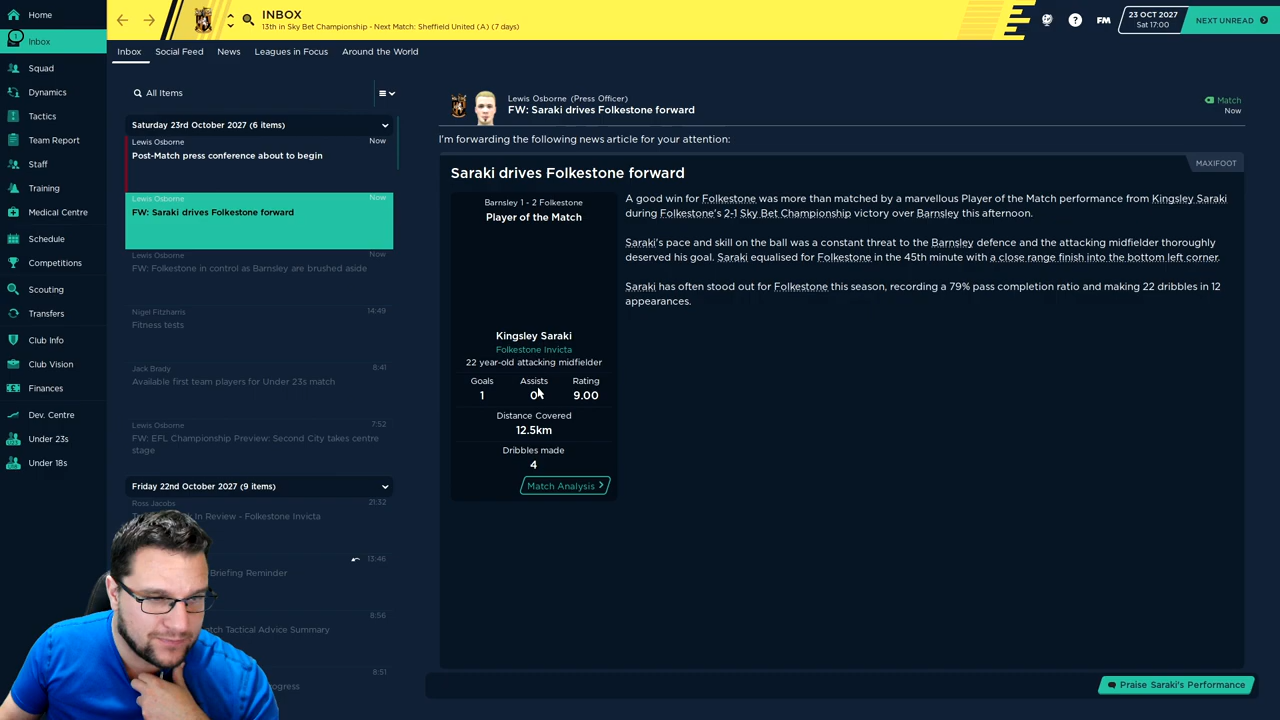 Home
Inbox
Squad
Dynamics
Tactics
Team Report
Staff
Training
Medical Centre
Schedule
Competitions
Scouting
Transfers
Club Info
Club Vision
Finances
Dev. Centre
Under 23s
Under 18s
INBOX
13th in Sky Bet Championship - Next Match: Sheffield United (A) (7 days)
FM
23 OCT 2027
Sat 17:00
NEXT UNREAD
Inbox
Social Feed
News
Leagues in Focus
Around the World
All Items
Saturday 23rd October 2027 (6 items)
Lewis Osborne
Now
Post-Match press conference about to begin
Lewis Osborne
Now
FW: Saraki drives Folkestone forward
Lewis Osborne
Now
FW: Folkestone in control as Barnsley are brushed aside
Nigel Fitzharris
14:49
Fitness tests
Jack Brady
8:41
Available first team players for Under 23s match
Lewis Osborne
7:52
FW: EFL Championship Preview: Second City takes centre
stage
Friday 22nd October 2027 (9 items)
Ross Jacobs
21:32
In Review - Folkestone Invicta
13:46
Briefing Reminder
8:56
Tactical Advice Summary
8:51
Lewis Osborne (Press Officer)
FW: Saraki drives Folkestone forward
Match
Now
I'm forwarding the following news article for your attention:
MAXIFOOT
Saraki drives Folkestone forward
Barnsley 1 - 2 Folkestone
Player of the Match
Kingsley Saraki
Folkestone Invicta
22 year-old attacking midfielder
Goals Assists Rating
1 0 9.00
Distance Covered
12.5km
Dribbles made
4
Match Analysis
A good win for Folkestone was more than matched by a marvellous Player of the Match performance from Kingsley Saraki
during Folkestone's 2-1 Sky Bet Championship victory over Barnsley this afternoon.
Saraki's pace and skill on the ball was a constant threat to the Barnsley defence and the attacking midfielder thoroughly
deserved his goal. Saraki equalised for Folkestone in the 45th minute with a close range finish into the bottom left corner.
Saraki has often stood out for Folkestone this season, recording a 79% pass completion ratio and making 22 dribbles in 12
appearances.
Praise Saraki's Performance